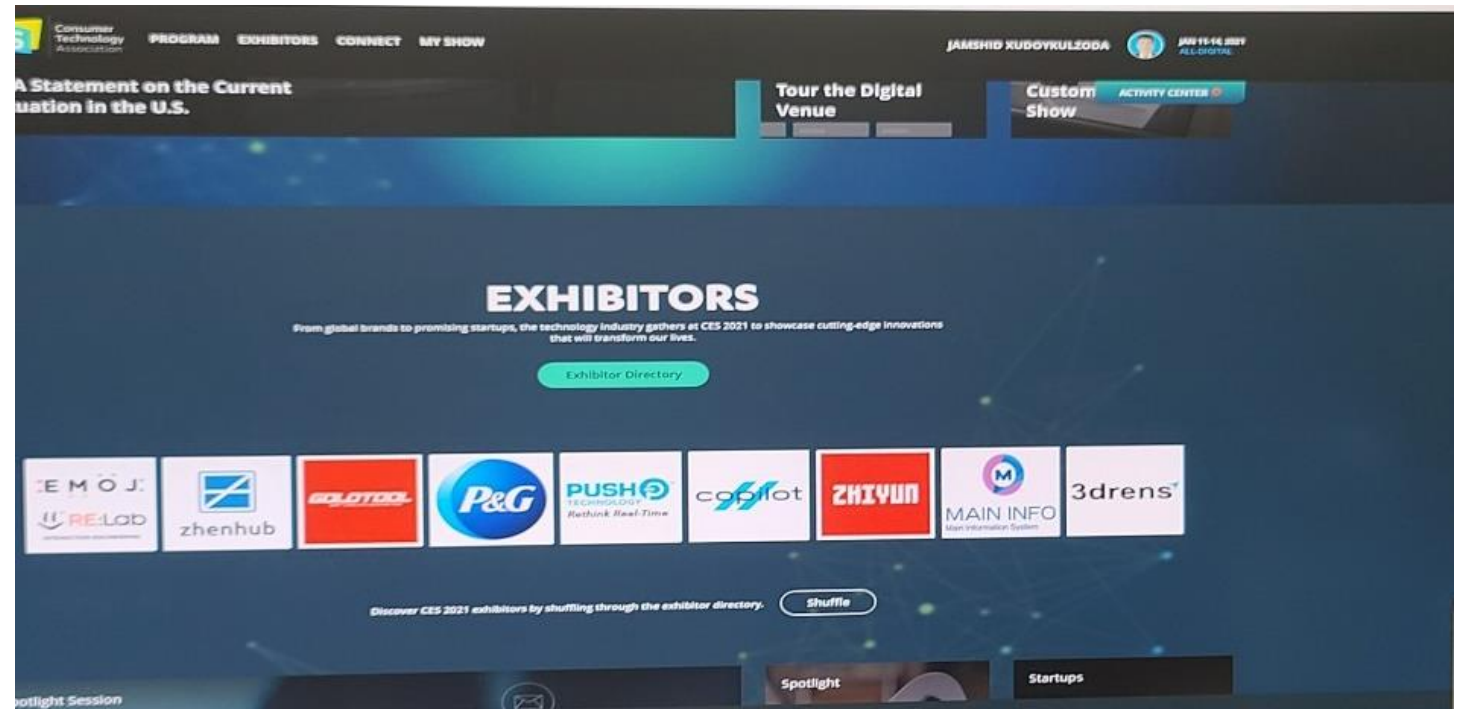 S
Consumer
Technology
Association
PROGRAM EXHIBITORS CONNECT MY SHOW
JAMSHID XUDOYKULZODA
JAN 11-14, 2021
ALL-DIGITAL
A Statement on the Current
uation in the U.S.
Tour the Digital
Venue
Custom
Show
ACTIVITY CENTER
EXHIBITORS
From global brands to promising startups, the technology industry gathers at CES 2021 to showcase cutting-edge innovations
that will transform our lives.
Exhibitor Directory
EMOJ
RE:Lab
zhenhub
GOLDTOOL
P&G
PUSH
TECHNOLOGY
Rethink Real-Time
copilot
ZHIYUN
M
MAIN INFO
Main Information System
3drens
Discover CES 2021 exhibitors by shuffling through the exhibitor directory.
Shuffle
potlight Session
Spotlight
Startups